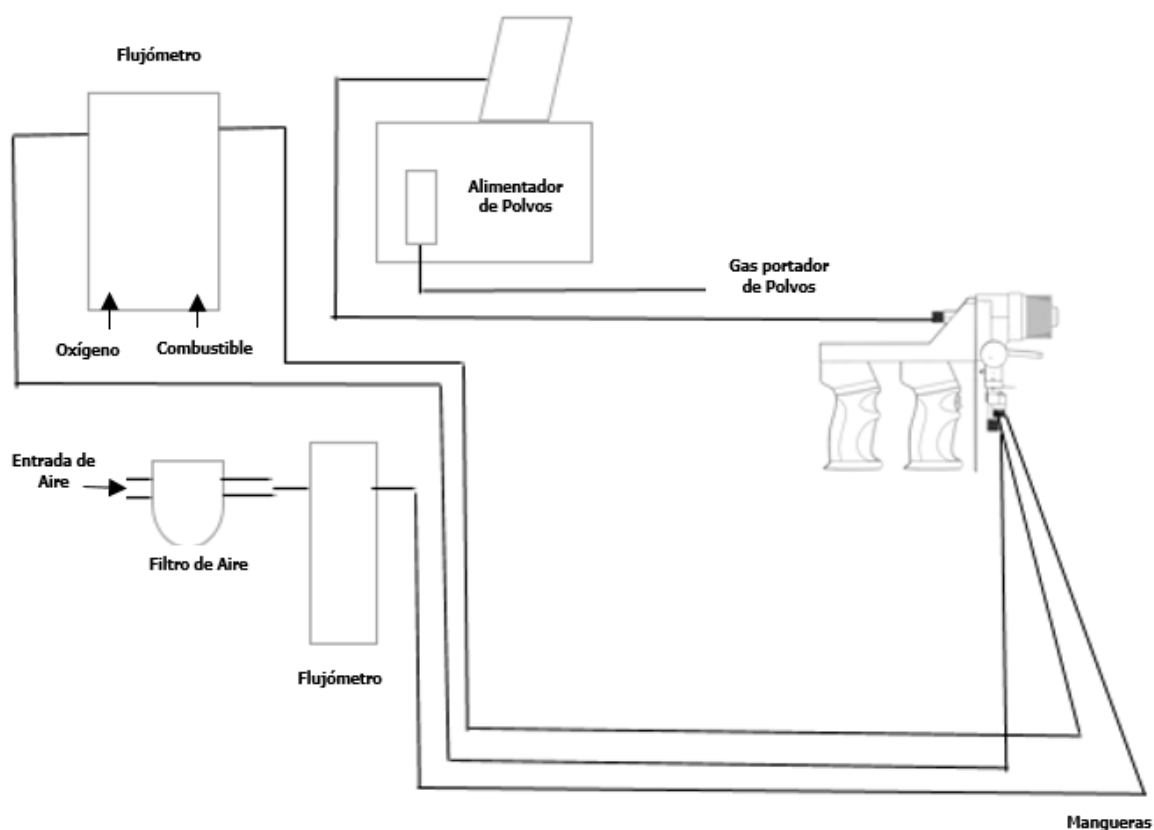 Flujómetro
Alimentador
de Polvos
Gas portador
de Polvos
Oxígeno
Combustible
Entrada de
Aire
Filtro de Aire
Flujómetro
Mangueras